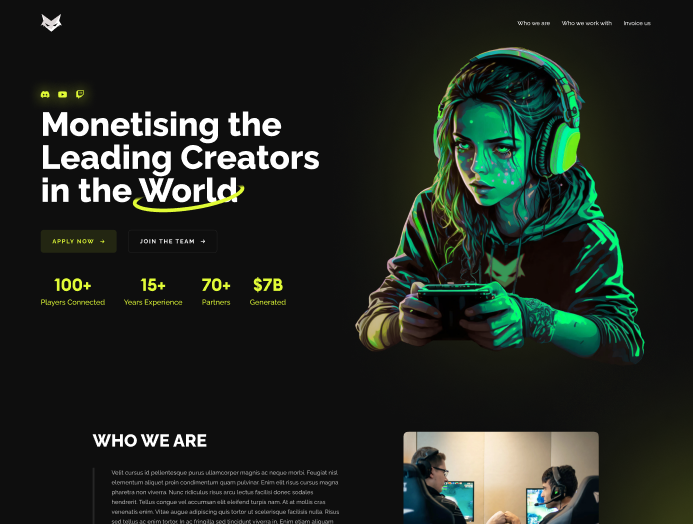 Who we are
Who we work with
Invoice us
Monetising the
Leading Creators
in the World
APPLY NOW
JOIN THE TEAM
100+
Players Connected
15+
Years Experience
70+
Partners
$7B
Generated
WHO WE ARE
Velit cursus id pellentesque purus ullamcorper magnis ac neque morbi. Feugiat nisl
elementum aliquet proin condimentum quam pulvinar. Enim elit risus cursus magna
pharetra non viverra. Nunc ridiculus risus arcu lectus facilisi donec sodales
hendrerit. Tellus congue vel accumsan elit eleifend turpis nam. At at mollis cras
venenatis enim. Vitae augue adipiscing quis tortor ut scelerisque facilisis nulla. Risus
sed tellus ac enim tortor. In ac fringilla sed tincidunt viverra in. Enim etiam aliquam